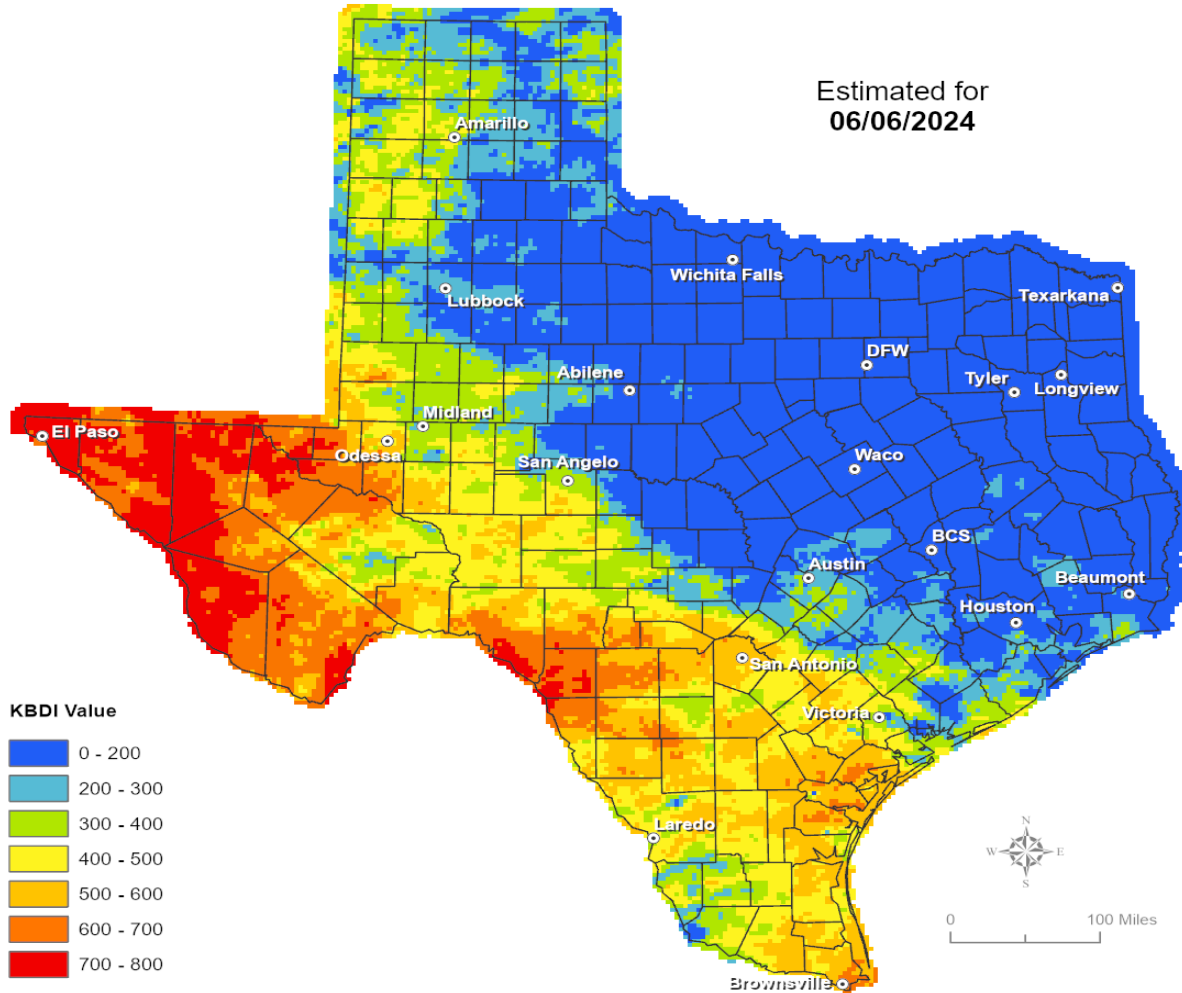 Estimated for
06/06/2024
Amarillo
Wichita Falls
Lubbock
Texarkana
DFW
Abilene
Tyler
Longview
Midland
El Paso
Odessa
San Angelo
Waco
BCS
Austin
Beaumont
Houston
San Antonio
Victoria
Laredo
Brownsville
KBDI Value
0 - 200
200 - 300
300 - 400
400 - 500
500 - 600
600 - 700
700 - 800
N
W E
S
0 100 Miles